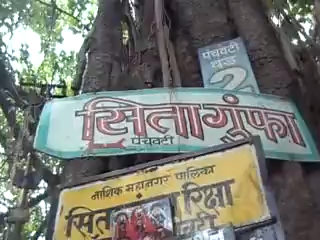 पंचवटी
वड
2
सिता गुंफा
पंचवटी
नाशिक महानगर पालिका
रिक्षा